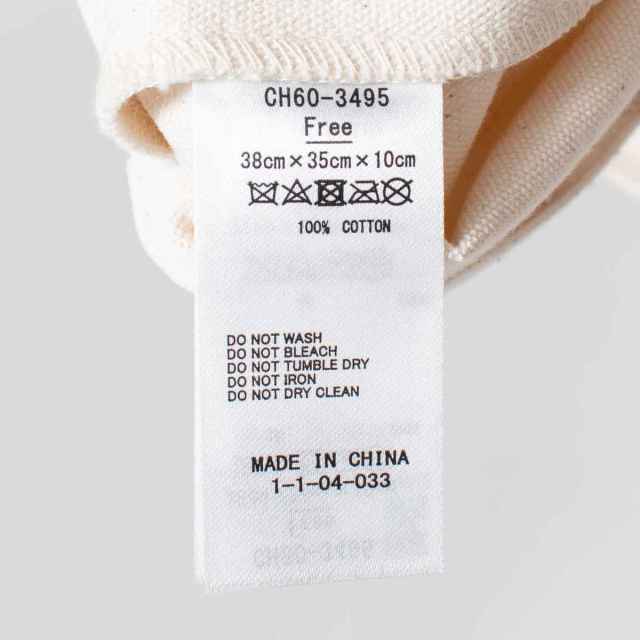 CH60-3495
Free
38cm×35cm×10cm
100% COTTON
DO NOT WASH
DO NOT BLEACH
DO NOT TUMBLE DRY
DO NOT IRON
DO NOT DRY CLEAN
MADE IN CHINA
1-1-04-033